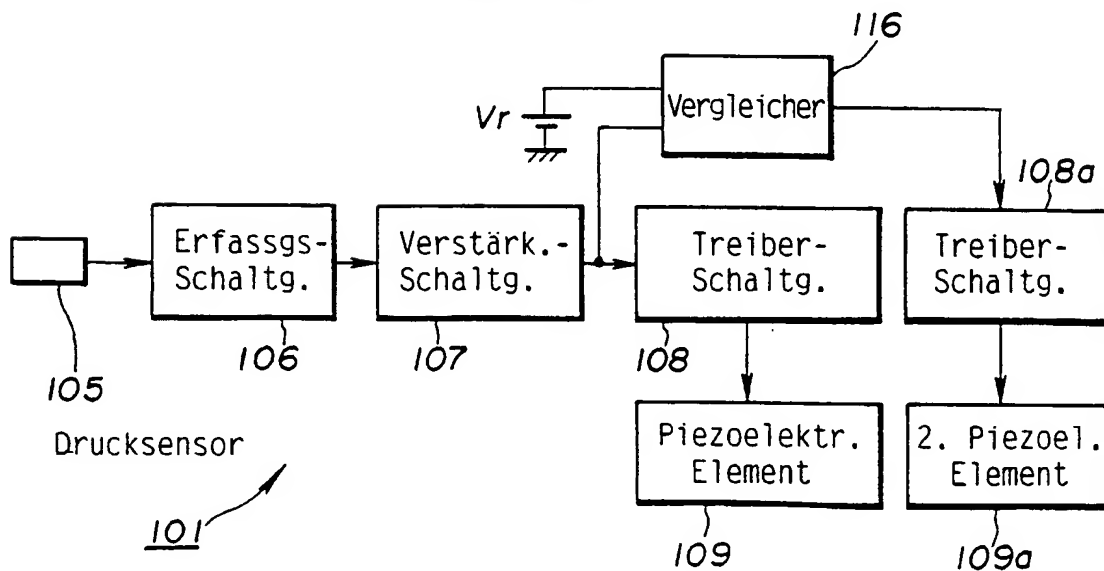 116
Vr
Vergleicher
108a
Erfassgs-
Schaltg.
Verstärk.-
Schaltg.
Treiber-
Schaltg.
Treiber-
Schaltg.
105
106
107
108
Drucksensor
Piezoelektr.
Element
2. Piezoel.
Element
101
109
109a